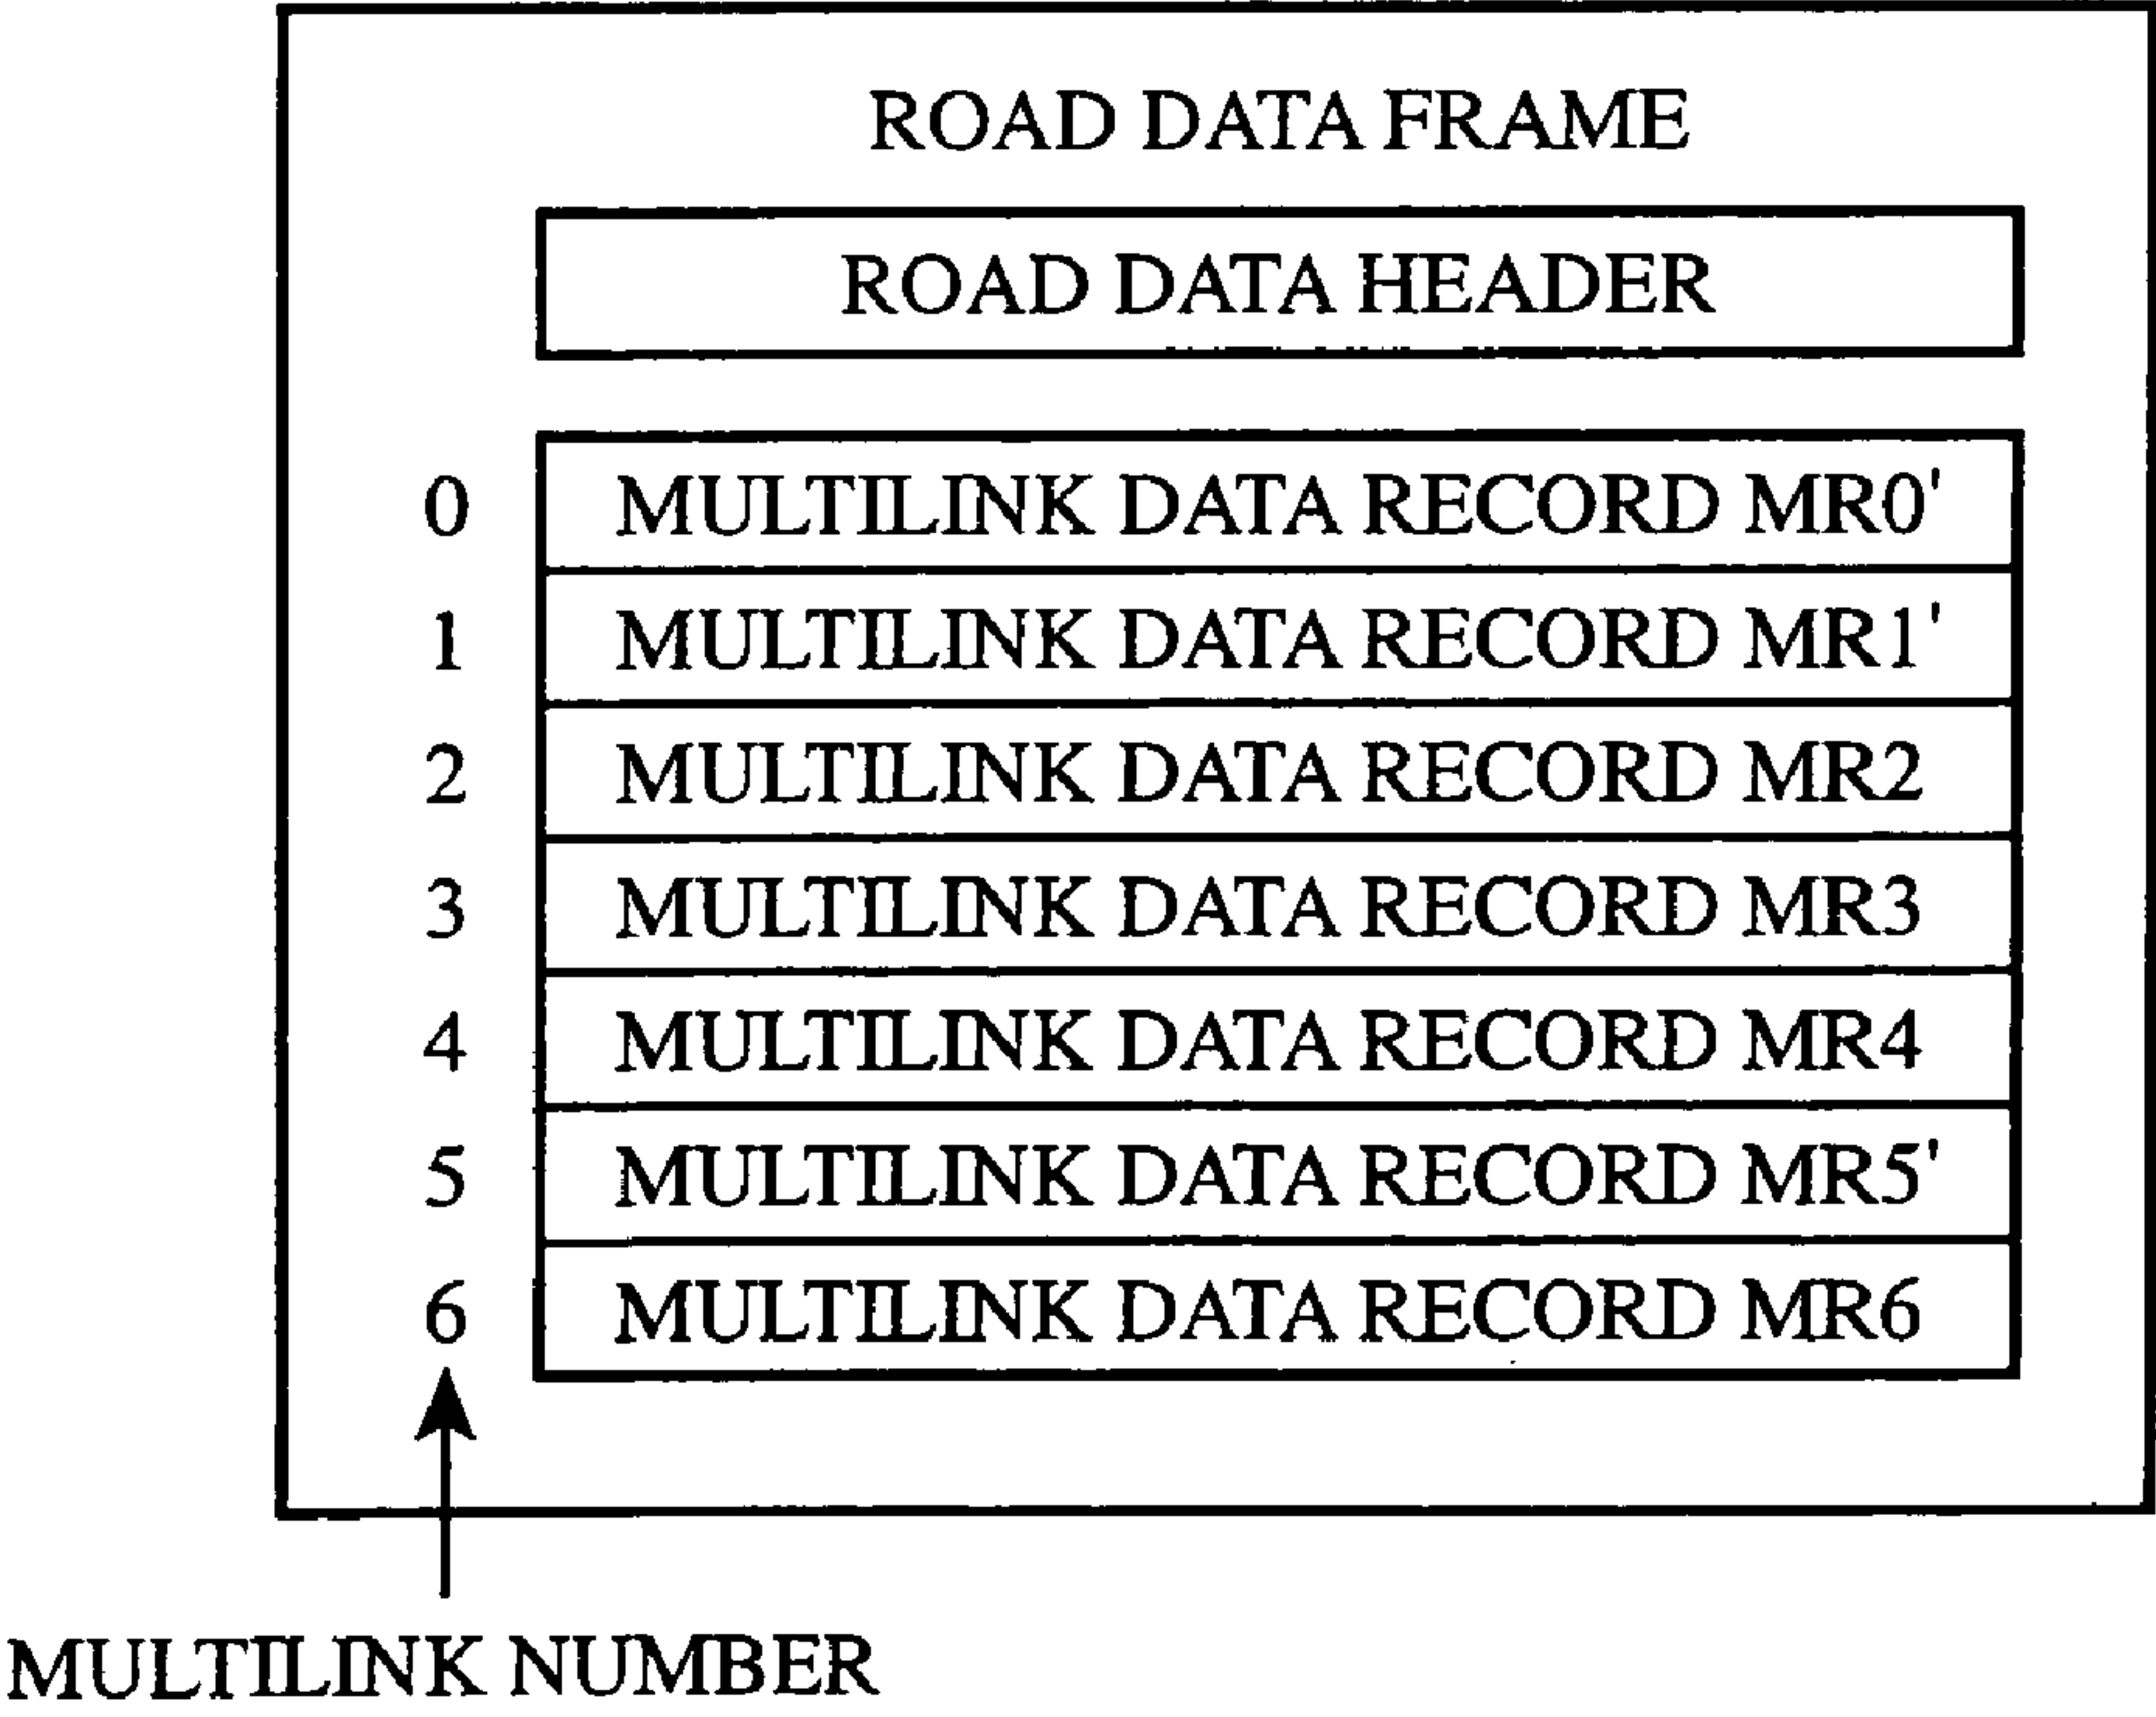 ROAD DATA FRAME
ROAD DATA HEADER
0 MULTILINK DATA RECORD MR0'
1 MULTILINK DATA RECORD MR1'
2 MULTILINK DATA RECORD MR2
3 MULTILINK DATA RECORD MR3
4 MULTILINK DATA RECORD MR4
5 MULTILINK DATA RECORD MR5'
6 MULTILINK DATA RECORD MR6
MULTILINK NUMBER